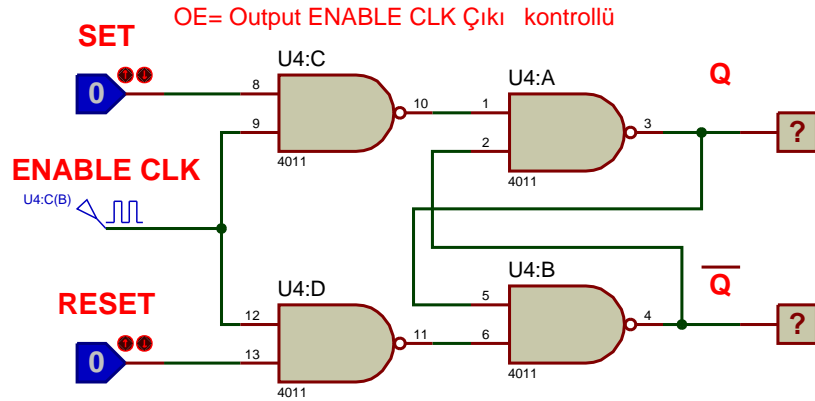 OE= Output ENABLE CLK Çıkı kontrollü
SET
U4:C
U4:A
Q
0
8
9
10
1
2
3
?
4011
4011
ENABLE CLK
U4:C(B)
RESET
U4:D
U4:B
Q
0
12
13
11
5
6
4
?
4011
4011